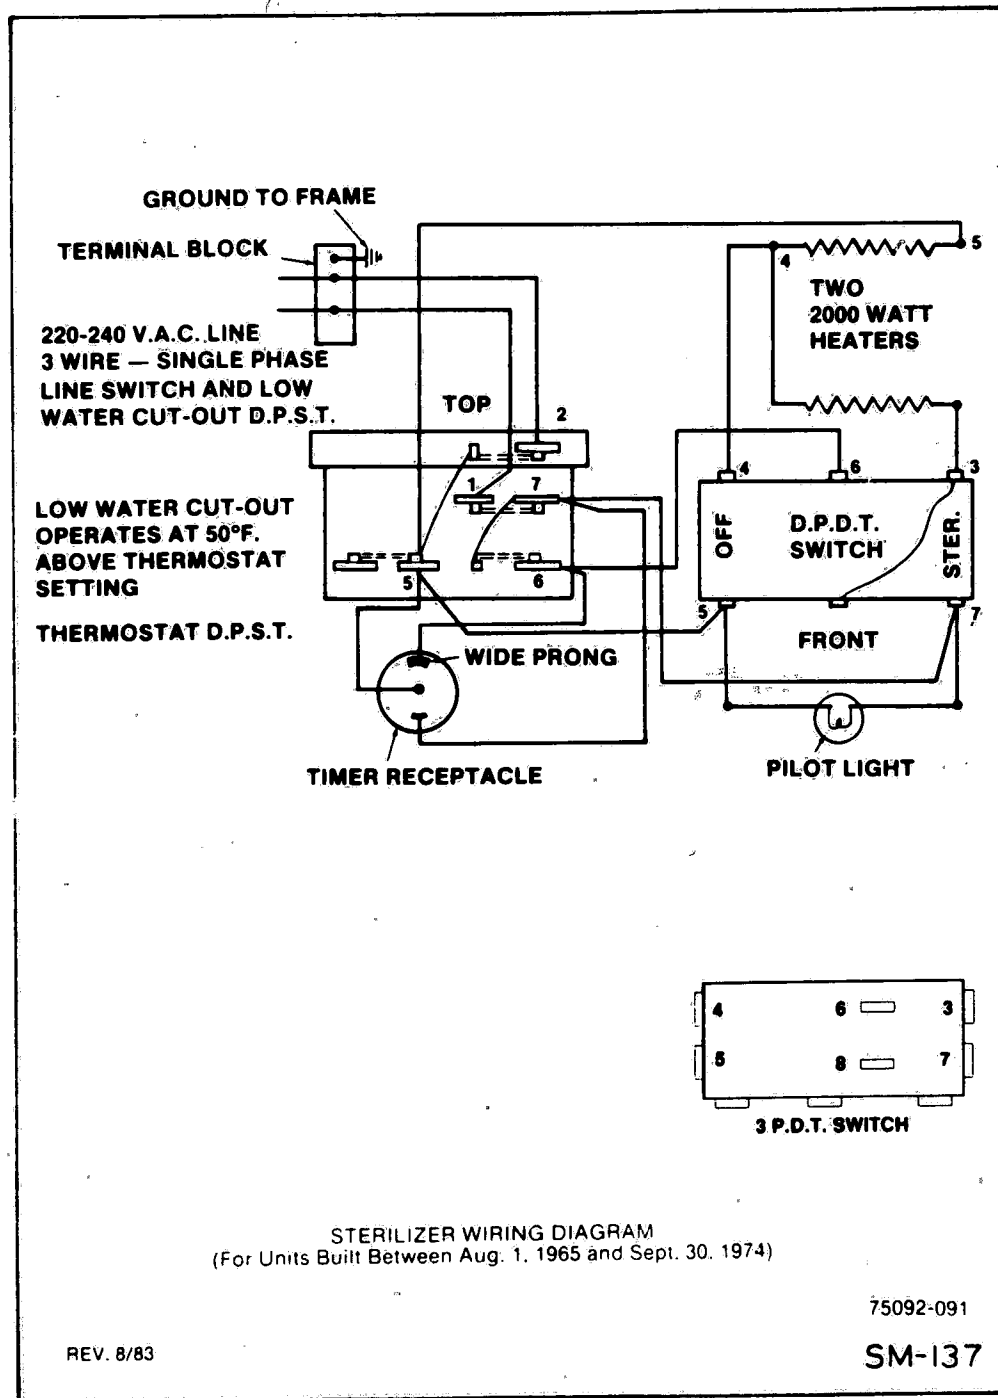 GROUND TO FRAME
TERMINAL BLOCK
220-240 V.A.C. LINE
3 WIRE — SINGLE PHASE
LINE SWITCH AND LOW
WATER CUT-OUT D.P.S.T.
TOP
2
1
7
5
6
LOW WATER CUT-OUT
OPERATES AT 50°F.
ABOVE THERMOSTAT
SETTING
THERMOSTAT D.P.S.T.
WIDE PRONG
TIMER RECEPTACLE
4
5
TWO
2000 WATT
HEATERS
4
6
3
OFF
D.P.D.T.
SWITCH
STER.
5
7
FRONT
PILOT LIGHT
4
6
3
5
8
7
3 P.D.T. SWITCH
STERILIZER WIRING DIAGRAM
(For Units Built Between Aug. 1, 1965 and Sept. 30, 1974)
75092-091
REV. 8/83
SM-137